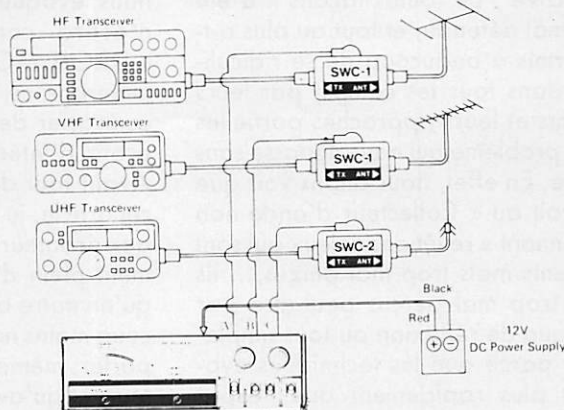 HF Transceiver
SWC-1
TX ANT
VHF Transceiver
SWC-1
TX ANT
UHF Transceiver
SWC-2
TX ANT
Black
Red
12V
DC Power Supply